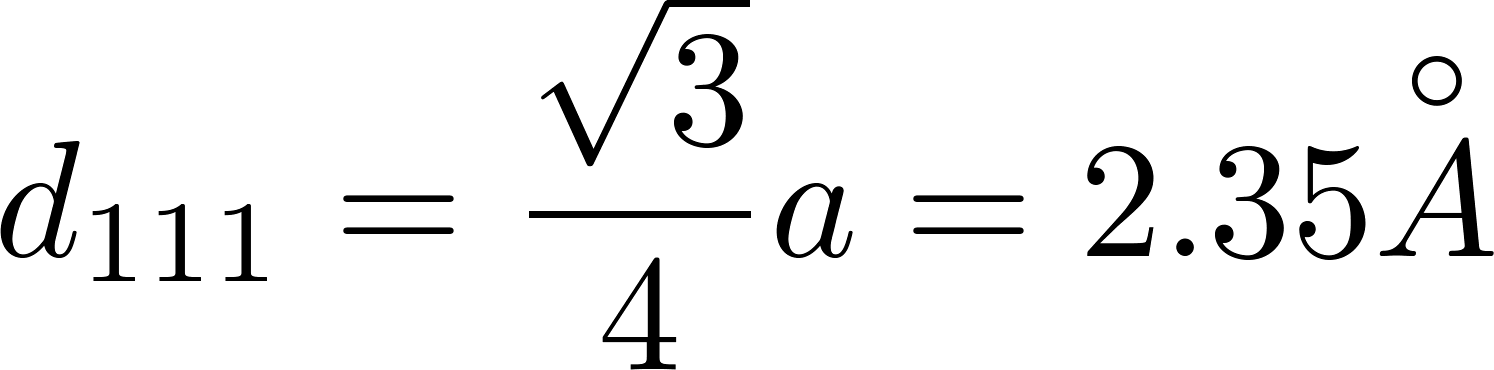 $d_{111} = \frac{\sqrt{3}}{4}a = 2.35\mathring{A}$